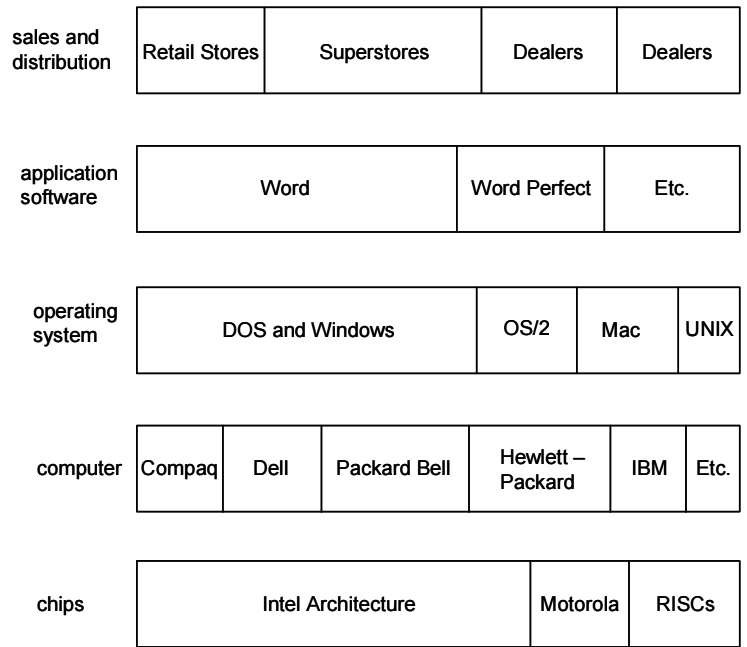 sales and
distribution
Retail Stores
Superstores
Dealers
Dealers
application
software
Word
Word Perfect
Etc.
operating
system
DOS and Windows
OS/2
Mac
UNIX
computer
Compaq
Dell
Packard Bell
Hewlett –
Packard
IBM
Etc.
chips
Intel Architecture
Motorola
RISCs